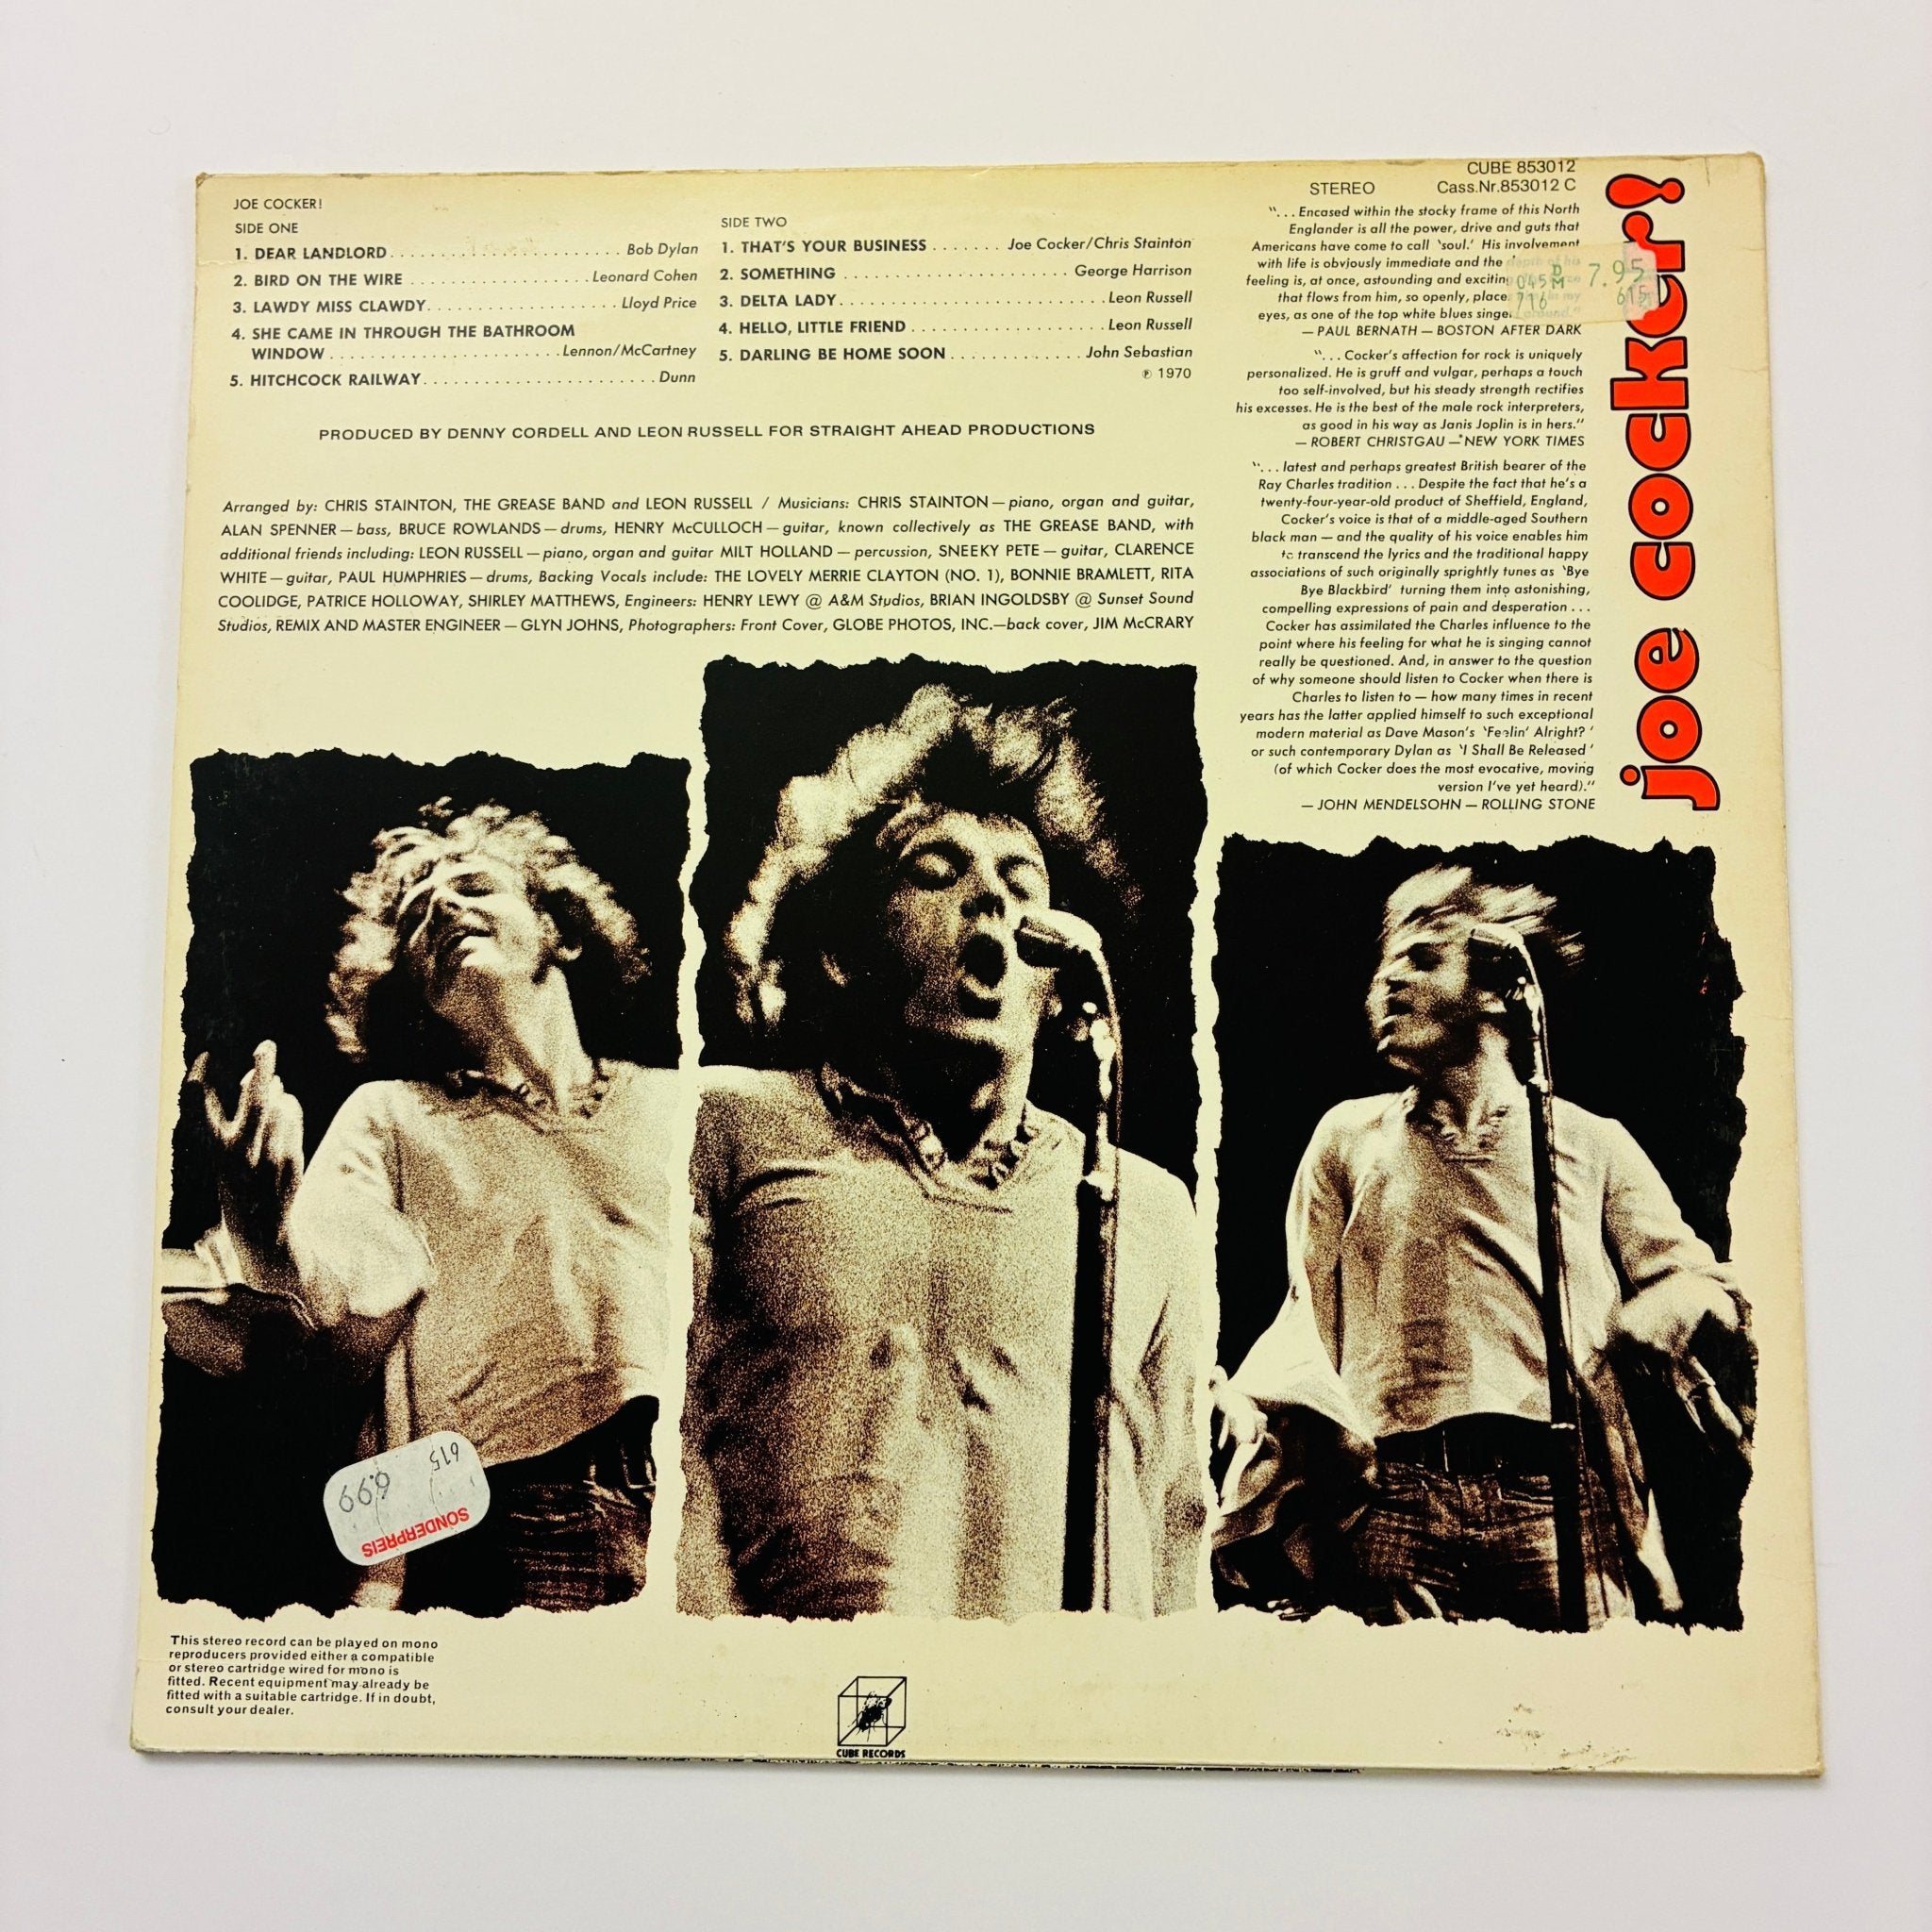 JOE COCKER!
SIDE ONE
1. DEAR LANDLORD . . . . . . . . . . . . . . . . . . . . . . . . Bob Dylan
2. BIRD ON THE WIRE . . . . . . . . . . . . . . . . . . . Leonard Cohen
3. LAWDY MISS CLAWDY. . . . . . . . . . . . . . . . . . . . Lloyd Price
4. SHE CAME IN THROUGH THE BATHROOM
WINDOW . . . . . . . . . . . . . . . . . . . . . . . . Lennon/McCartney
5. HITCHCOCK RAILWAY. . . . . . . . . . . . . . . . . . . . . . . . Dunn
SIDE TWO
1. THAT'S YOUR BUSINESS . . . . . . . Joe Cocker/Chris Stainton
2. SOMETHING . . . . . . . . . . . . . . . . . . . . . . . George Harrison
3. DELTA LADY. . . . . . . . . . . . . . . . . . . . . . . . . . . Leon Russell
4. HELLO, LITTLE FRIEND . . . . . . . . . . . . . . . . . . . Leon Russell
5. DARLING BE HOME SOON . . . . . . . . . . . . . John Sebastian
℗ 1970
PRODUCED BY DENNY CORDELL AND LEON RUSSELL FOR STRAIGHT AHEAD PRODUCTIONS
Arranged by: CHRIS STAINTON, THE GREASE BAND and LEON RUSSELL / Musicians: CHRIS STAINTON — piano, organ and guitar,
ALAN SPENNER — bass, BRUCE ROWLANDS — drums, HENRY McCULLOCH — guitar, known collectively as THE GREASE BAND, with
additional friends including: LEON RUSSELL — piano, organ and guitar MILT HOLLAND — percussion, SNEEKY PETE — guitar, CLARENCE
WHITE — guitar, PAUL HUMPHRIES — drums, Backing Vocals include: THE LOVELY MERRIE CLAYTON (NO. 1), BONNIE BRAMLETT, RITA
COOLIDGE, PATRICE HOLLOWAY, SHIRLEY MATTHEWS, Engineers: HENRY LEWY @ A&M Studios, BRIAN INGOLDSBY @ Sunset Sound
Studios, REMIX AND MASTER ENGINEER — GLYN JOHNS, Photographers: Front Cover, GLOBE PHOTOS, INC.—back cover, JIM McCRARY
CUBE 853012
STEREO Cass.Nr.853012 C
"... Encased within the stocky frame of this North
Englander is all the power, drive and guts that
Americans have come to call 'soul.' His involvement
with life is obviously immediate and the depth of his
feeling is, at once, astounding and exciting
that flows from him, so openly, place. in my
eyes, as one of the top white blues singe. around."
— PAUL BERNATH — BOSTON AFTER DARK
045 D M 7.95
716 615
"... Cocker's affection for rock is uniquely
personalized. He is gruff and vulgar, perhaps a touch
too self-involved, but his steady strength rectifies
his excesses. He is the best of the male rock interpreters,
as good in his way as Janis Joplin is in hers."
— ROBERT CHRISTGAU — NEW YORK TIMES
"... latest and perhaps greatest British bearer of the
Ray Charles tradition ... Despite the fact that he's a
twenty-four-year-old product of Sheffield, England,
Cocker's voice is that of a middle-aged Southern
black man — and the quality of his voice enables him
to transcend the lyrics and the traditional happy
associations of such originally sprightly tunes as 'Bye
Bye Blackbird' turning them into astonishing,
compelling expressions of pain and desperation ...
Cocker has assimilated the Charles influence to the
point where his feeling for what he is singing cannot
really be questioned. And, in answer to the question
of why someone should listen to Cocker when there is
Charles to listen to — how many times in recent
years has the latter applied himself to such exceptional
modern material as Dave Mason's 'Feelin' Alright?'
or such contemporary Dylan as 'I Shall Be Released'
(of which Cocker does the most evocative, moving
version I've yet heard)."
— JOHN MENDELSOHN — ROLLING STONE
joe cocker!
SONDERPREIS
6.99
615
This stereo record can be played on mono
reproducers provided either a compatible
or stereo cartridge wired for mono is
fitted. Recent equipment may already be
fitted with a suitable cartridge. If in doubt,
consult your dealer.
CUBE RECORDS